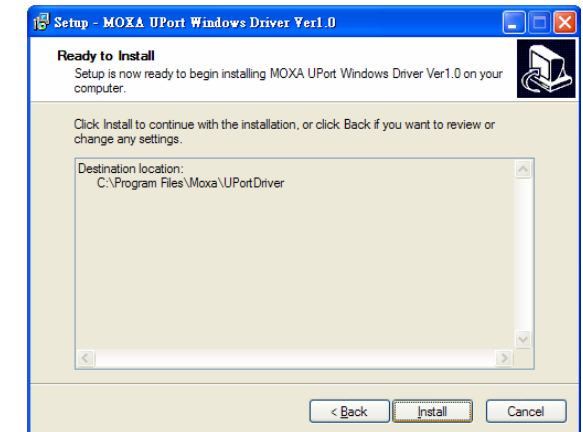 Setup - MOXA UPort Windows Driver Ver1.0
Ready to Install
Setup is now ready to begin installing MOXA UPort Windows Driver Ver1.0 on your
computer.
Click Install to continue with the installation, or click Back if you want to review or
change any settings.
Destination location:
C:\Program Files\Moxa\UPortDriver
< Back
Install
Cancel